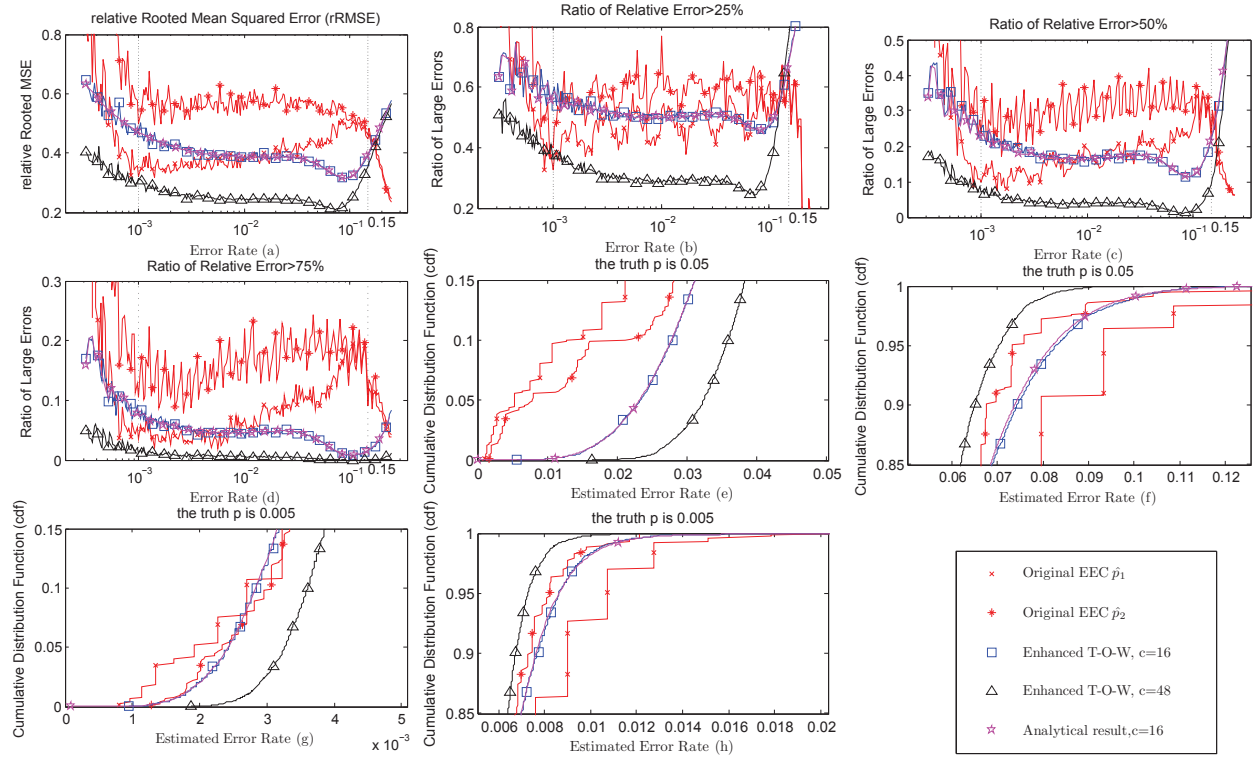 relative Rooted Mean Squared Error (rRMSE)
relative Rooted MSE
0.8
0.6
0.4
0.2
10⁻³
10⁻²
10⁻¹
0.15
Error Rate (a)
Ratio of Relative Error>25%
Ratio of Large Errors
0.8
0.6
0.4
0.2
10⁻³
10⁻²
10⁻¹
0.15
Error Rate (b)
Ratio of Relative Error>50%
Ratio of Large Errors
0.5
0.4
0.3
0.2
0.1
0
10⁻³
10⁻²
10⁻¹
0.15
Error Rate (c)
Ratio of Relative Error>75%
Ratio of Large Errors
0.3
0.2
0.1
0
10⁻³
10⁻²
10⁻¹
0.15
Error Rate (d)
the truth p is 0.05
Cumulative Distribution Function (cdf)
0.15
0.1
0.05
0
0
0.01
0.02
0.03
0.04
0.05
Estimated Error Rate (e)
the truth p is 0.05
Cumulative Distribution Function (cdf)
1
0.95
0.9
0.85
0.06
0.07
0.08
0.09
0.1
0.11
0.12
Estimated Error Rate (f)
the truth p is 0.005
Cumulative Distribution Function (cdf)
0.15
0.1
0.05
0
0
1
2
3
4
5
x 10⁻³
Estimated Error Rate (g)
the truth p is 0.005
Cumulative Distribution Function (cdf)
1
0.95
0.9
0.85
0.006
0.008
0.01
0.012
0.014
0.016
0.018
0.02
Estimated Error Rate (h)
Original EEC p̂₁
Original EEC p̂₂
Enhanced T-O-W, c=16
Enhanced T-O-W, c=48
Analytical result,c=16